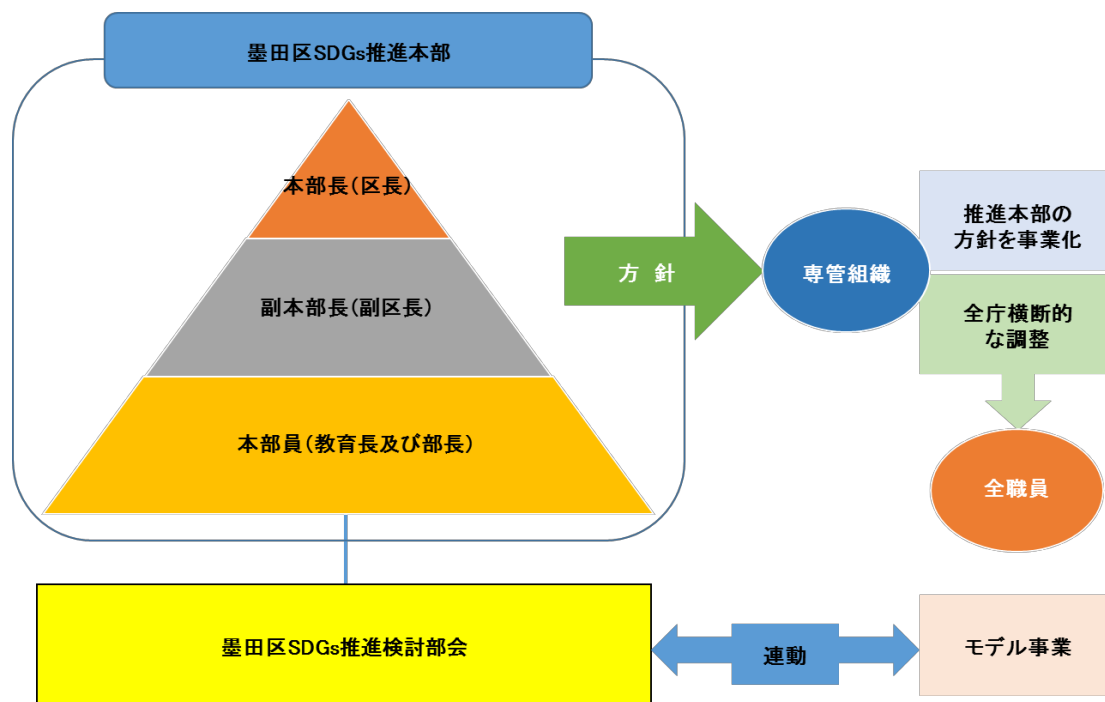 墨田区SDGs推進本部
本部長(区長)
副本部長(副区長)
本部員(教育長及び部長)
方 針
専管組織
推進本部の
方針を事業化
全庁横断的
な調整
全職員
墨田区SDGs推進検討部会
連動
モデル事業